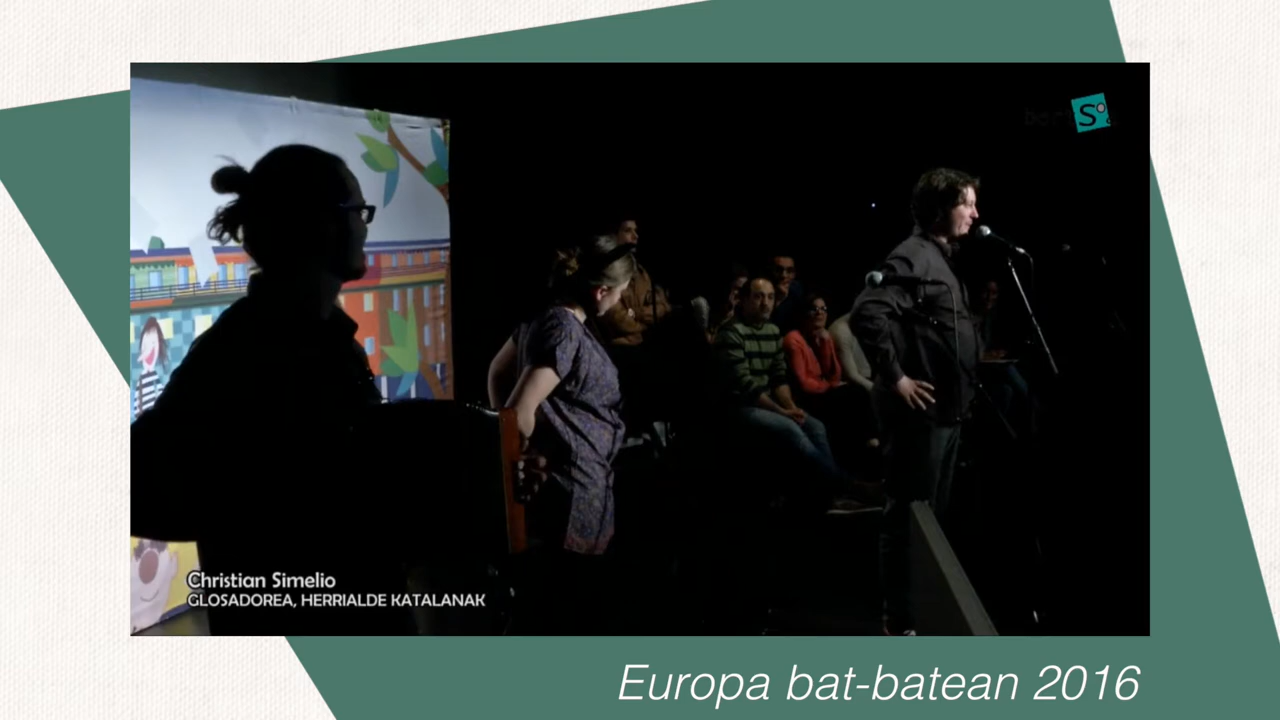 S
Christian Simelio
GLOSADOREA, HERRIALDE KATALANAK
Europa bat-batean 2016